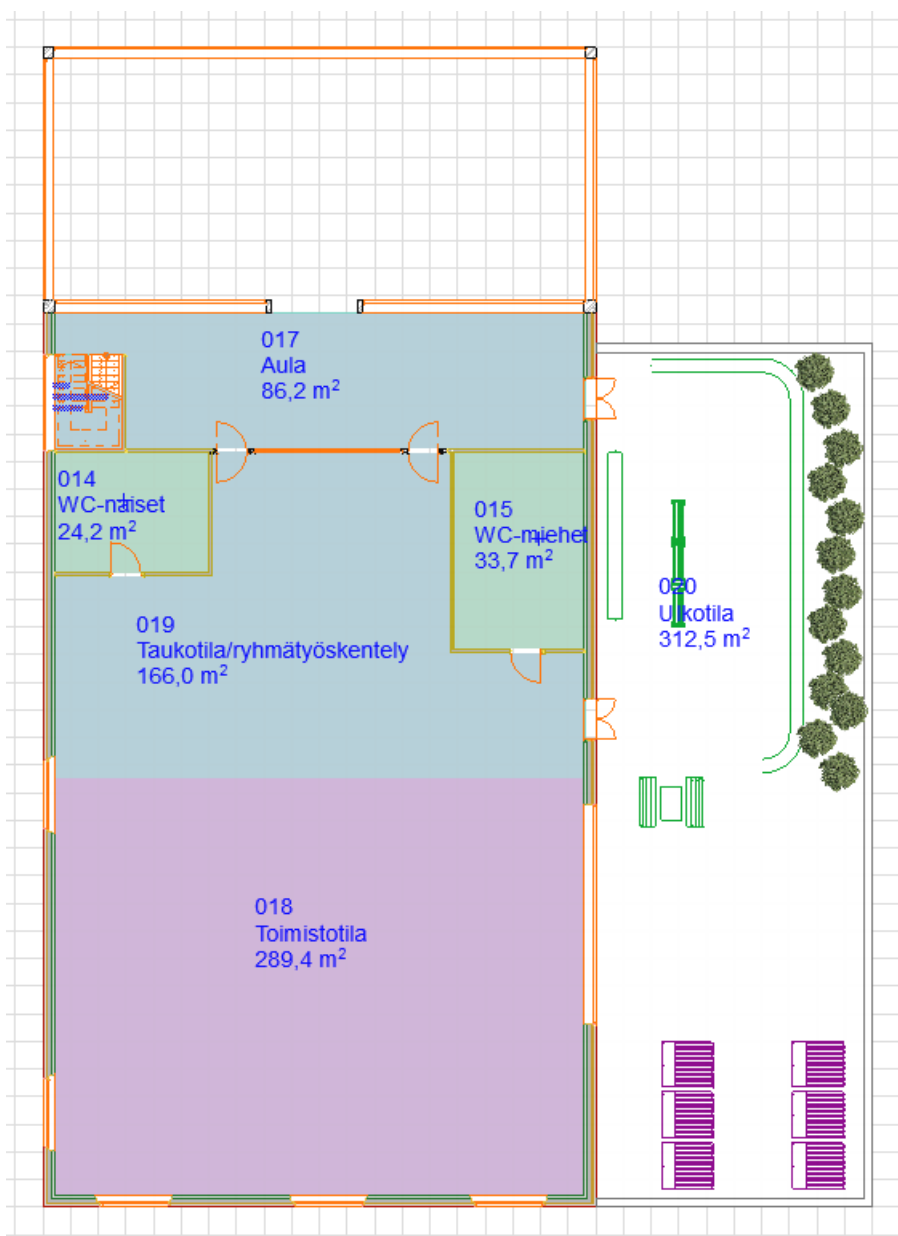 017
Aula
86,2 m²
014
WC-naiset
24,2 m²
015
WC-miehet
33,7 m²
020
Ulkotila
312,5 m²
019
Taukotila/ryhmätyöskentely
166,0 m²
018
Toimistotila
289,4 m²